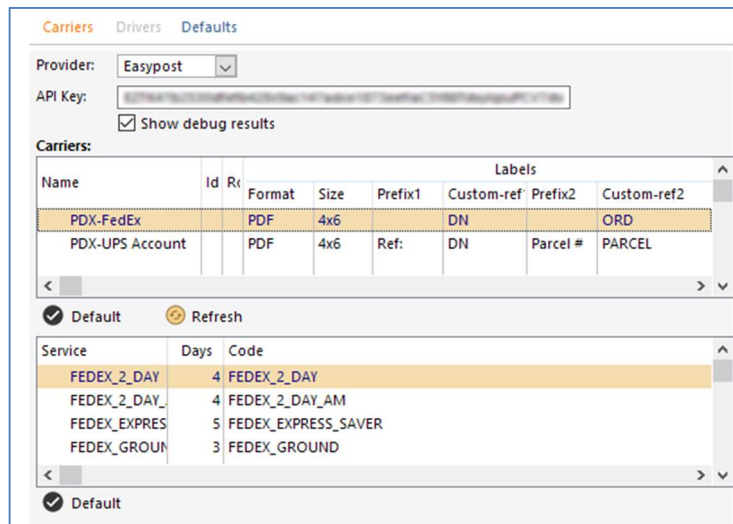 Carriers Drivers Defaults
Provider: Easypost
API Key:
Show debug results
Carriers:
Labels
Name Id Ro Format Size Prefix1 Custom-ref Prefix2 Custom-ref2
PDX-FedEx PDF 4x6 DN ORD
PDX-UPS Account PDF 4x6 Ref: DN Parcel # PARCEL
Default Refresh
Service Days Code
FEDEX_2_DAY 4 FEDEX_2_DAY
FEDEX_2_DAY_ 4 FEDEX_2_DAY_AM
FEDEX_EXPRES 5 FEDEX_EXPRESS_SAVER
FEDEX_GROUN 3 FEDEX_GROUND
Default